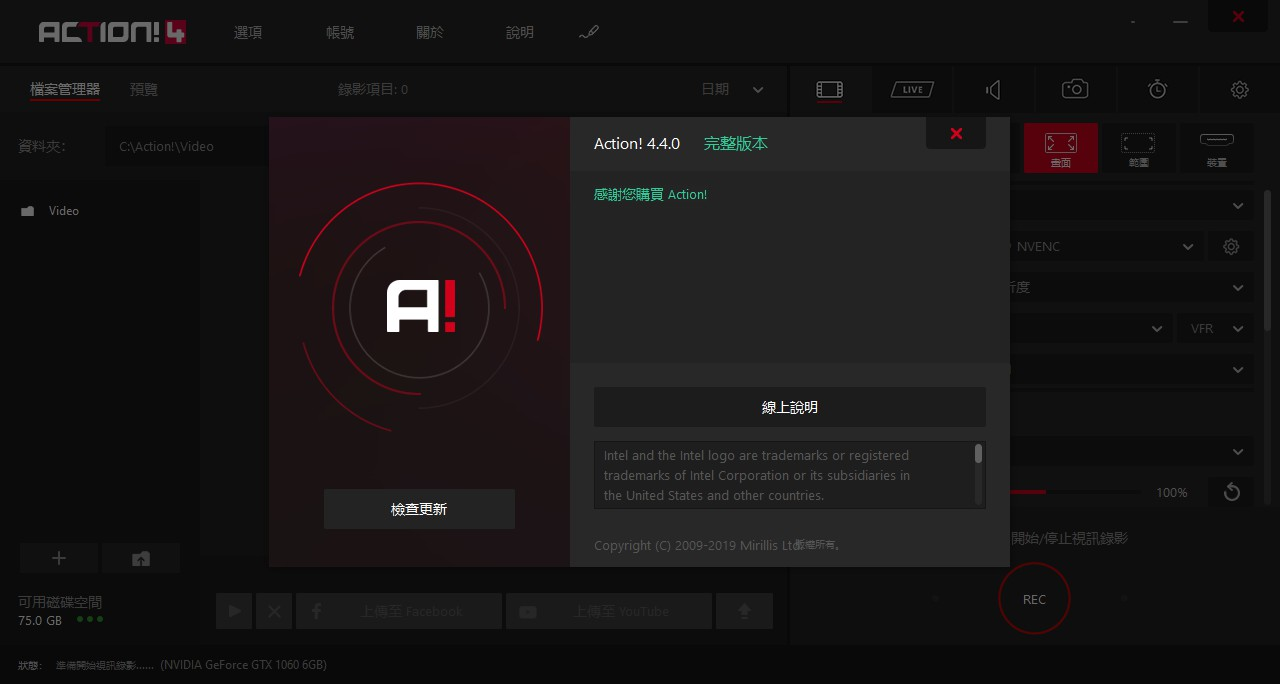 ACTION! 4
選項 帳號 關於 說明
檔案管理器 預覽 錄影項目: 0 日期 LIVE
資料夾: C:\Action!\Video
畫面 範圍 裝置
Video
NVENC
VFR
100%
開始/停止視訊錄影
REC
Action! 4.4.0 完整版本
感謝您購買 Action!
A!
線上說明
Intel and the Intel logo are trademarks or registered
trademarks of Intel Corporation or its subsidiaries in
the United States and other countries.
檢查更新
Copyright (C) 2009-2019 Mirillis Ltd. 版權所有。
可用磁碟空間
75.0 GB
上傳至 Facebook 上傳至 YouTube
狀態: 準備開始視訊錄影...... (NVIDIA GeForce GTX 1060 6GB)